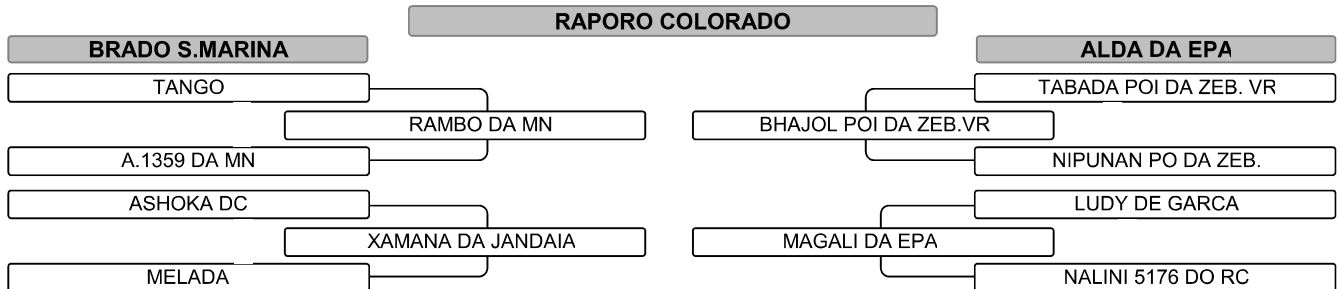 RAPORO COLORADO
BRADO S.MARINA
ALDA DA EPA
TANGO
TABADA POI DA ZEB. VR
RAMBO DA MN
BHAJOL POI DA ZEB.VR
A.1359 DA MN
NIPUNAN PO DA ZEB.
ASHOKA DC
LUDY DE GARCA
XAMANA DA JANDAIA
MAGALI DA EPA
MELADA
NALINI 5176 DO RC